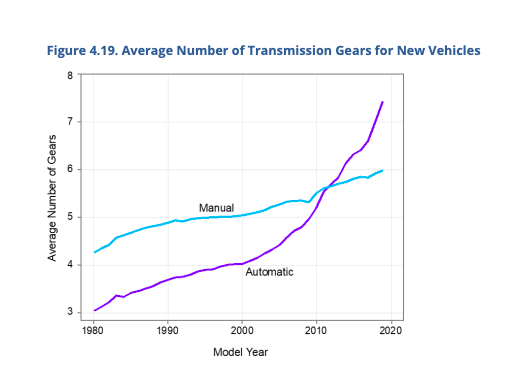 Figure 4.19. Average Number of Transmission Gears for New Vehicles
8
7
6
5
4
3
Average Number of Gears
Manual
Automatic
1980
1990
2000
2010
2020
Model Year